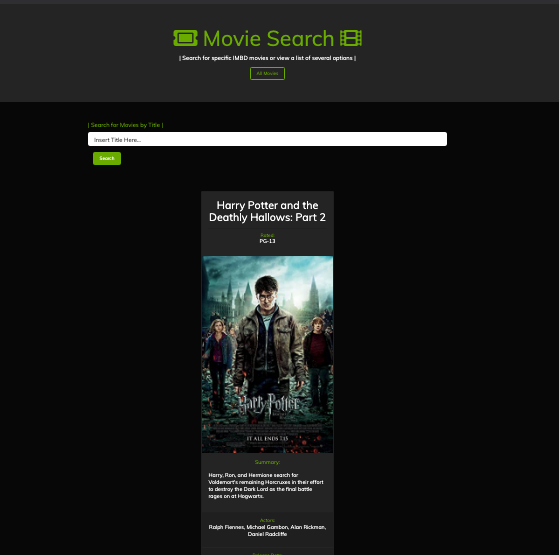 Movie Search
| Search for specific IMBD movies or view a list of several options |
All Movies
| Search for Movies by Title |
Insert Title Here...
Search
Harry Potter and the
Deathly Hallows: Part 2
Rated:
PG-13
Harry Potter
IT ALL ENDS 7.15
Summary:
Harry, Ron, and Hermione search for
Voldemort's remaining Horcruxes in their effort
to destroy the Dark Lord as the final battle
rages on at Hogwarts.
Actors:
Ralph Fiennes, Michael Gambon, Alan Rickman,
Daniel Radcliffe